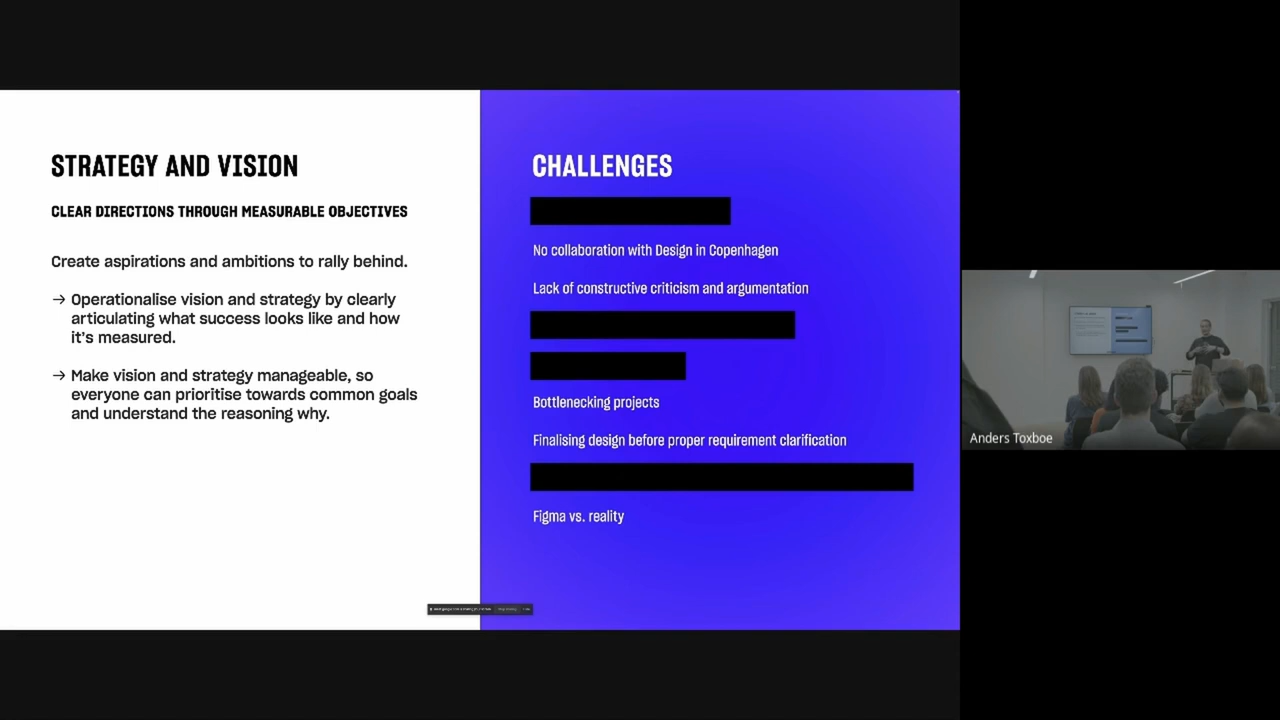 STRATEGY AND VISION
CLEAR DIRECTIONS THROUGH MEASURABLE OBJECTIVES
Create aspirations and ambitions to rally behind.
→ Operationalise vision and strategy by clearly
articulating what success looks like and how
it's measured.
→ Make vision and strategy manageable, so
everyone can prioritise towards common goals
and understand the reasoning why.
CHALLENGES
No collaboration with Design in Copenhagen
Lack of constructive criticism and argumentation
Bottlenecking projects
Finalising design before proper requirement clarification
Figma vs. reality
Anders Toxboe